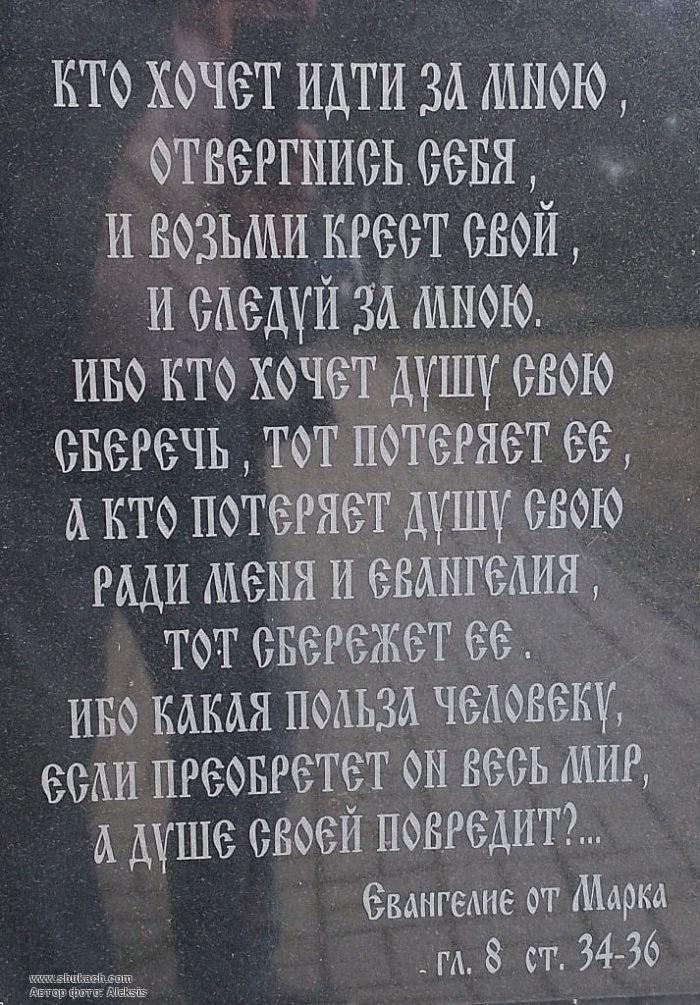 КТО ХОЧЕТ ИДТИ ЗА МНОЮ ,
ОТВЕРГНИСЬ СЕБЯ ,
И ВОЗЬМИ КРЕСТ СВОЙ ,
И СЛЕДУЙ ЗА МНОЮ.
ИБО КТО ХОЧЕТ ДУШУ СВОЮ
СБЕРЕЧЬ , ТОТ ПОТЕРЯЕТ ЕЕ ,
А КТО ПОТЕРЯЕТ ДУШУ СВОЮ
РАДИ МЕНЯ И ЕВАНГЕЛИЯ ,
ТОТ СБЕРЕЖЕТ ЕЕ .
ИБО КАКАЯ ПОЛЬЗА ЧЕЛОВЕКУ,
ЕСЛИ ПРЕОБРЕТЕТ ОН ВЕСЬ МИР,
А ДУШЕ СВОЕЙ ПОВРЕДИТ?...
Евангелие от Марка
гл. 8 ст. 34-36
www.shukach.com
Автор фото: Aleksis